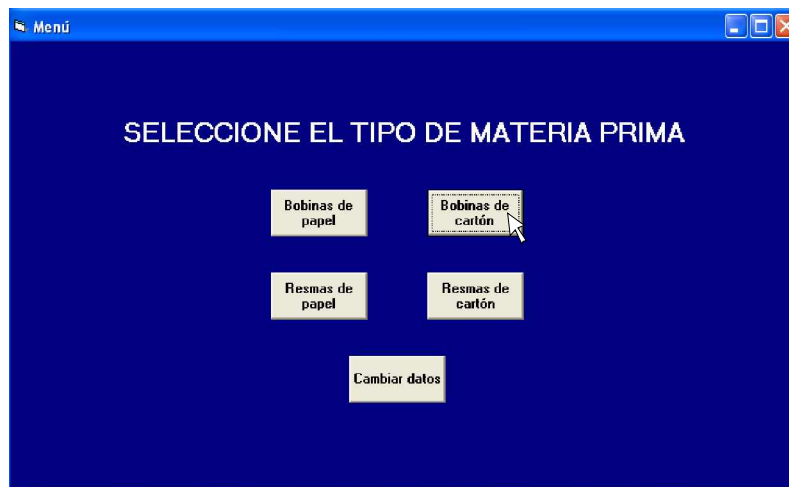 Menú
SELECCIONE EL TIPO DE MATERIA PRIMA
Bobinas de
papel
Bobinas de
cartón
Resmas de
papel
Resmas de
cartón
Cambiar datos